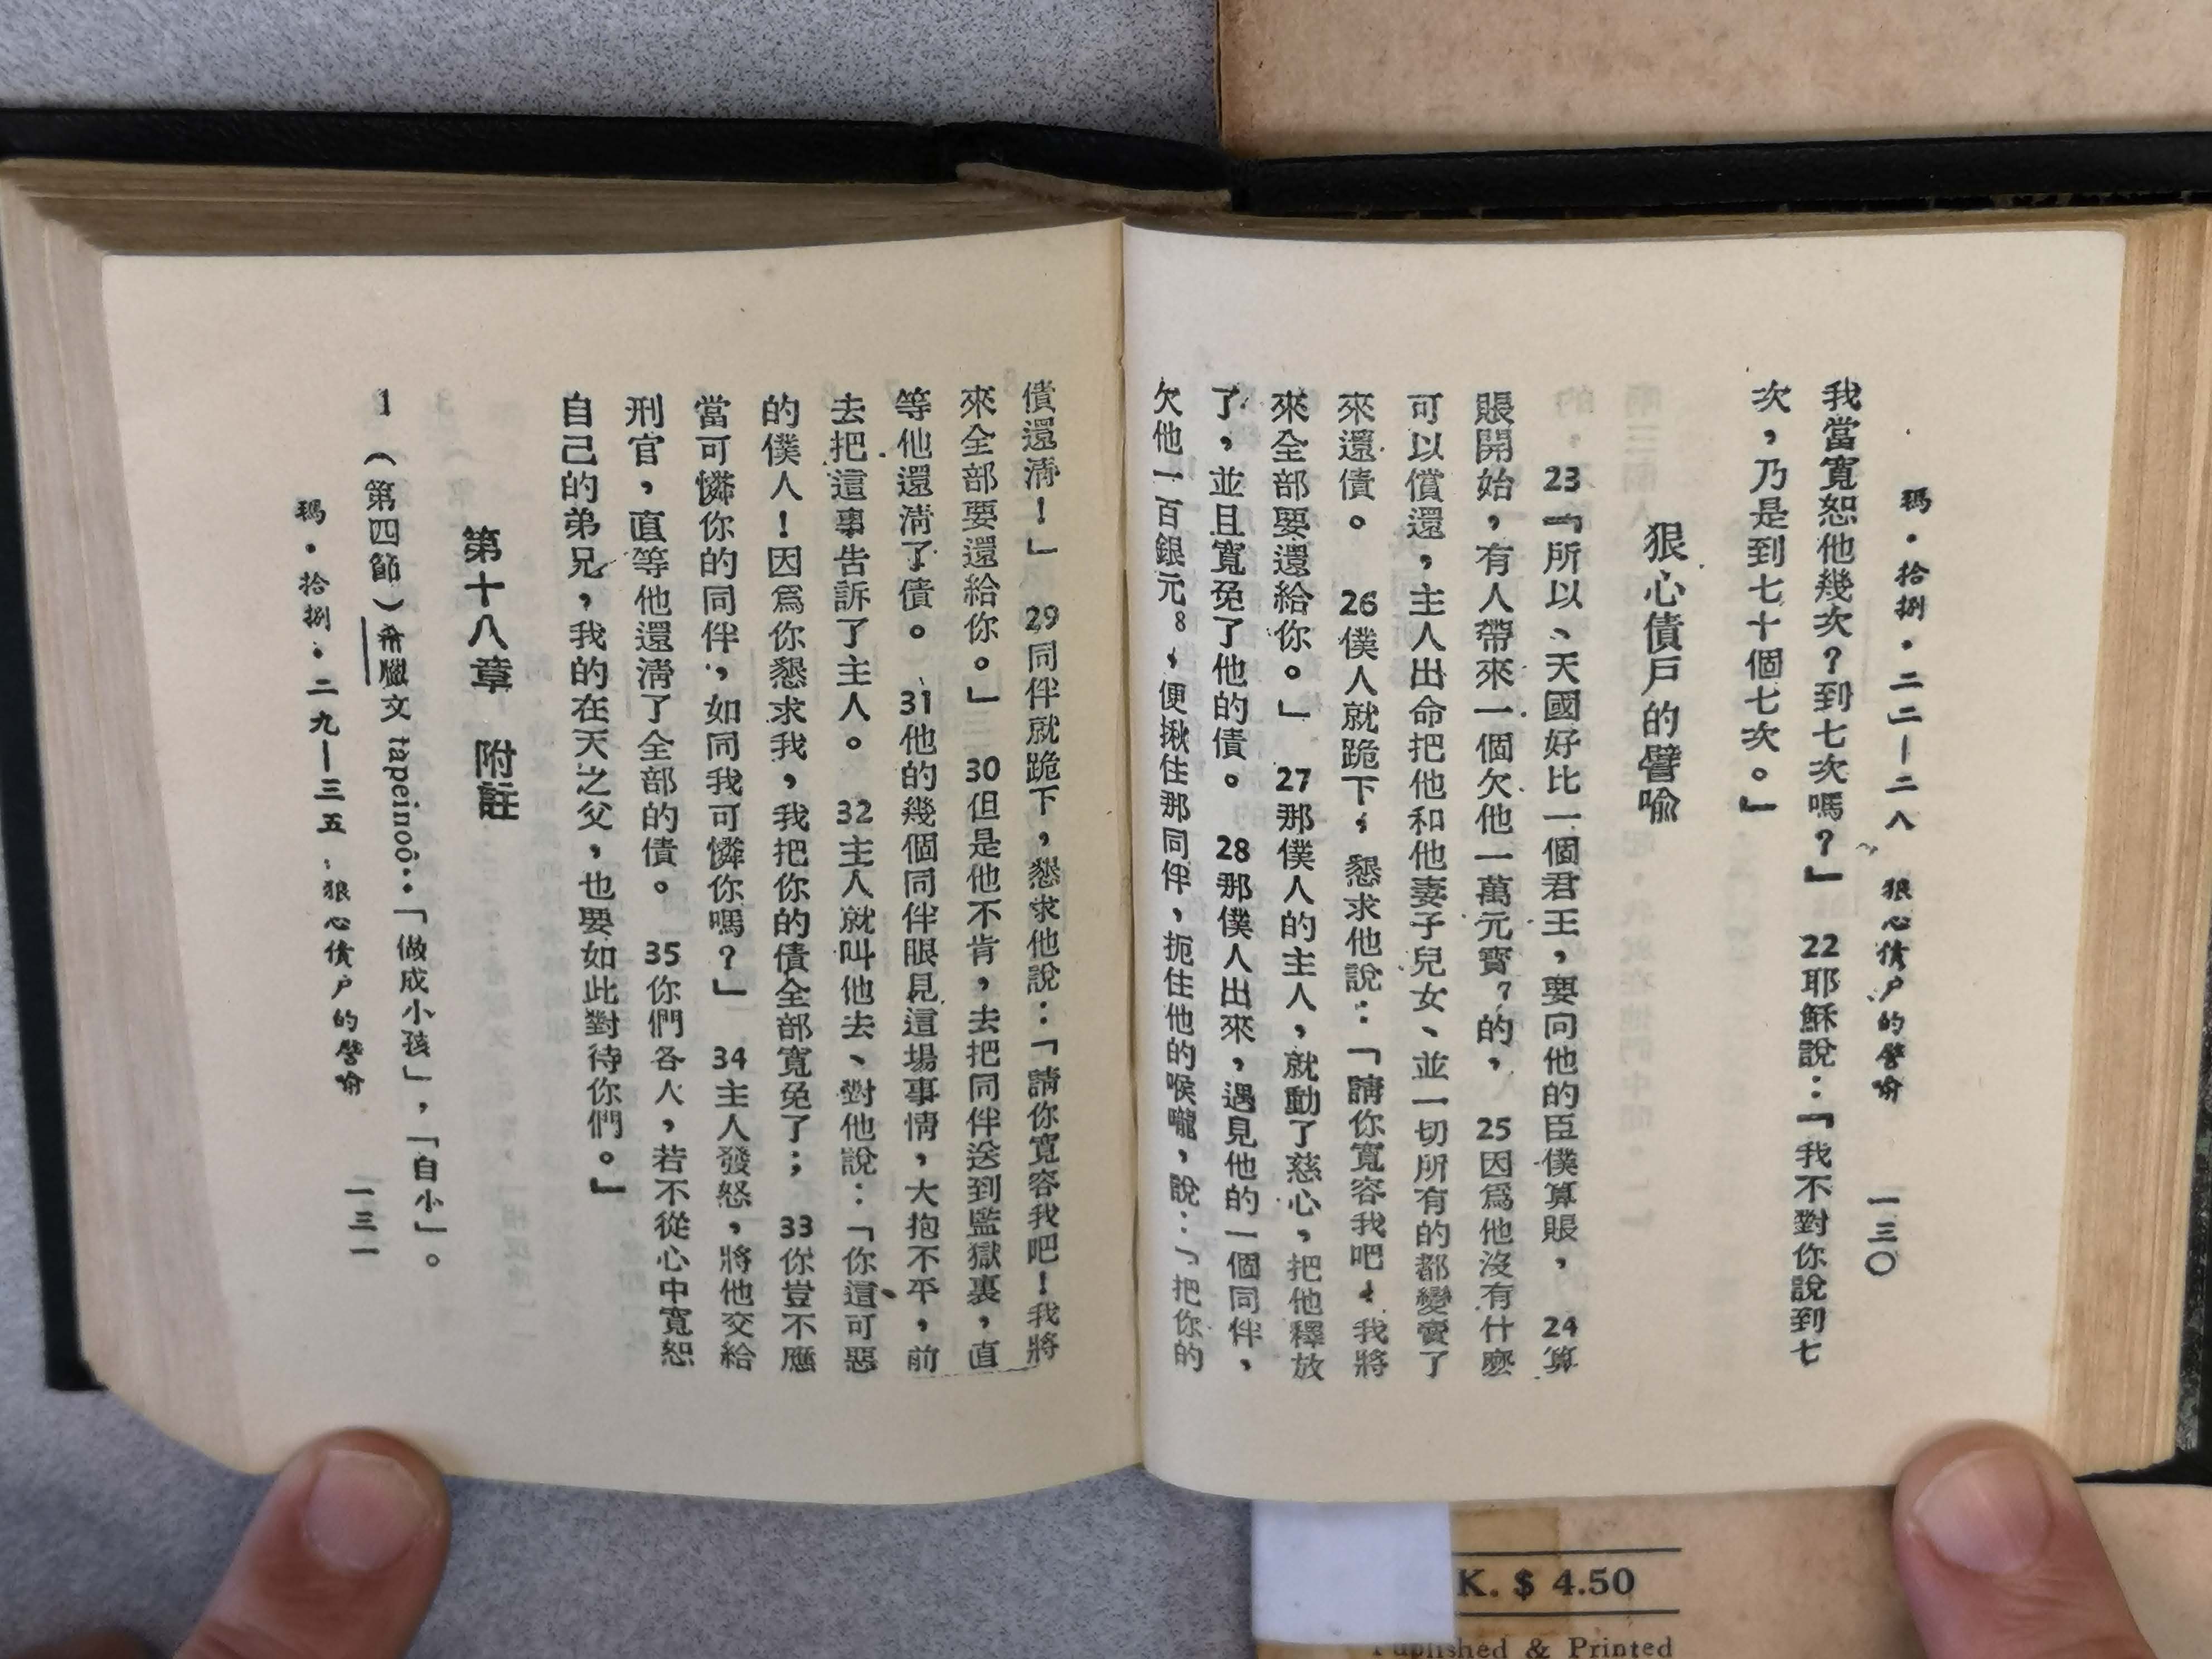 瑪・拾捌・二二—二八　狠心債户的譬喻　一三〇
我當寬恕他幾次？到七次嗎？』　22耶穌說：『我不對你說到七
次，乃是到七十個七次。』
狠心債戶的譬喻
23『所以、天國好比一個君王，要向他的臣僕算賬，　24算
賬開始，有人帶來一個欠他一萬元寶7的，　25因爲他沒有什麼
可以償還，主人出命把他和他妻子兒女、並一切所有的都變賣了
來還債。　26僕人就跪下，懇求他說：「請你寬容我吧！我將
來全部要還給你。」　27那僕人的主人，就動了慈心，把他釋放
了，並且寬免了他的債。　28那僕人出來，遇見他的一個同伴，
欠他一百銀元8，便揪住那同伴，扼住他的喉嚨，說：「把你的
債還清！」　29同伴就跪下，懇求他說：「請你寬容我吧！我將
來全部要還給你。」　30但是他不肯，去把同伴送到監獄裏，直
等他還清了債。　31他的幾個同伴眼見這場事情，大抱不平，前
去把這事告訴了主人。　32主人就叫他去、對他說：「你這可惡
的僕人！因爲你懇求我，我把你的債全部寬免了；　33你豈不應
當可憐你的同伴，如同我可憐你嗎？」　34主人發怒，將他交給
刑官，直等他還清了全部的債。　35你們各人，若不從心中寬恕
自己的弟兄，我的在天之父，也要如此對待你們。』
第十八章　附註
1　（第四節）希臘文 tapeinoô：「做成小孩」，「自小」。
瑪・拾捌・二九—三五　狠心債户的譬喻　一三一
K. $ 4.50
Published & Printed